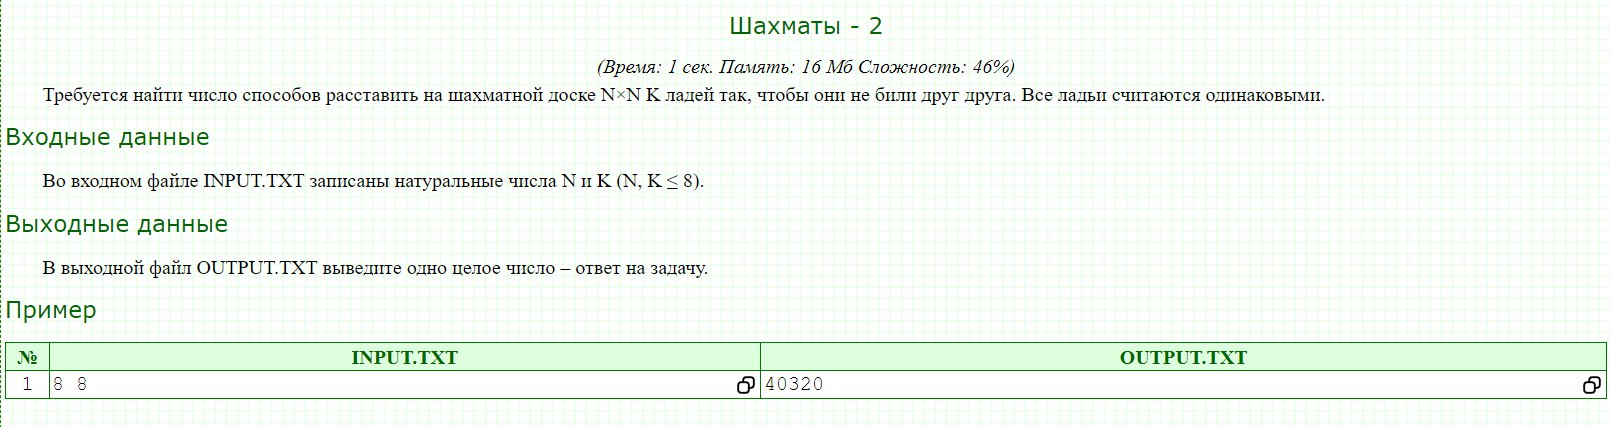 Шахматы - 2
(Время: 1 сек. Память: 16 Мб Сложность: 46%)
Требуется найти число способов расставить на шахматной доске N×N K ладей так, чтобы они не били друг друга. Все ладьи считаются одинаковыми.
Входные данные
Во входном файле INPUT.TXT записаны натуральные числа N и K (N, K ≤ 8).
Выходные данные
В выходной файл OUTPUT.TXT выведите одно целое число – ответ на задачу.
Пример
№ INPUT.TXT OUTPUT.TXT
1 8 8 40320